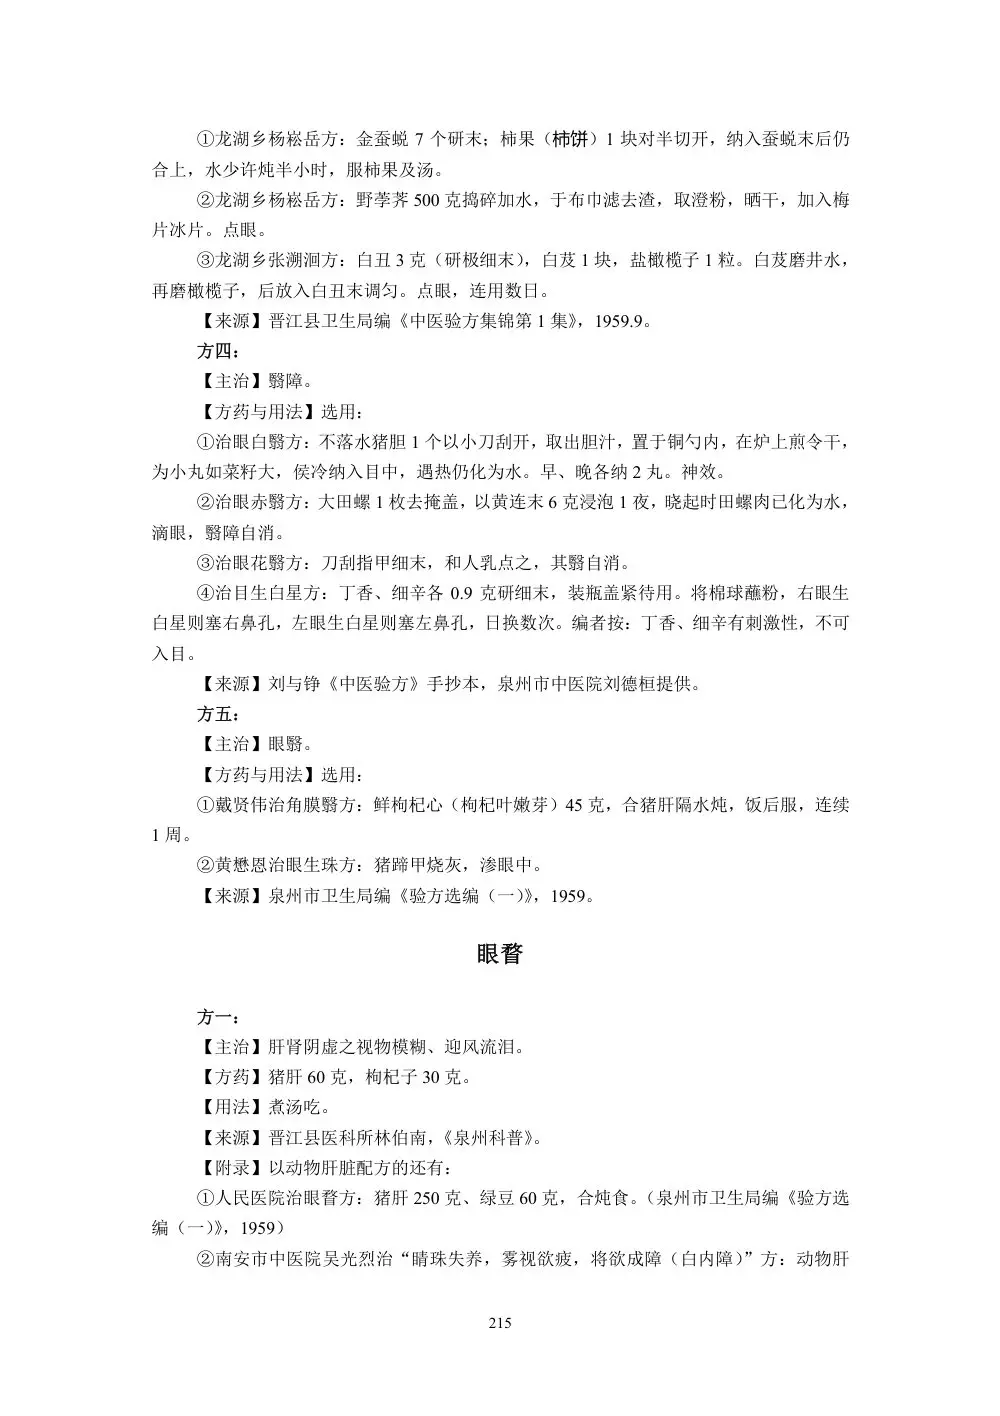 ①龙湖乡杨崧岳方：金蚕蜕 7 个研末；柿果（柿饼）1 块对半切开，纳入蚕蜕末后仍
合上，水少许炖半小时，服柿果及汤。
②龙湖乡杨崧岳方：野荸荠 500 克捣碎加水，于布巾滤去渣，取澄粉，晒干，加入梅
片冰片。点眼。
③龙湖乡张溯洄方：白丑 3 克（研极细末），白芨 1 块，盐橄榄子 1 粒。白芨磨井水，
再磨橄榄子，后放入白丑末调匀。点眼，连用数日。
【来源】晋江县卫生局编《中医验方集锦第 1 集》，1959.9。
方四：
【主治】翳障。
【方药与用法】选用：
①治眼白翳方：不落水猪胆 1 个以小刀刮开，取出胆汁，置于铜勺内，在炉上煎令干，
为小丸如菜籽大，侯冷纳入目中，遇热仍化为水。早、晚各纳 2 丸。神效。
②治眼赤翳方：大田螺 1 枚去掩盖，以黄连末 6 克浸泡 1 夜，晓起时田螺肉已化为水，
滴眼，翳障自消。
③治眼花翳方：刀刮指甲细末，和人乳点之，其翳自消。
④治目生白星方：丁香、细辛各 0.9 克研细末，装瓶盖紧待用。将棉球蘸粉，右眼生
白星则塞右鼻孔，左眼生白星则塞左鼻孔，日换数次。编者按：丁香、细辛有刺激性，不可
入目。
【来源】刘与铮《中医验方》手抄本，泉州市中医院刘德桓提供。
方五：
【主治】眼翳。
【方药与用法】选用：
①戴贤伟治角膜翳方：鲜枸杞心（枸杞叶嫩芽）45 克，合猪肝隔水炖，饭后服，连续
1 周。
②黄懋恩治眼生珠方：猪蹄甲烧灰，渗眼中。
【来源】泉州市卫生局编《验方选编（一）》，1959。
眼瞀
方一：
【主治】肝肾阴虚之视物模糊、迎风流泪。
【方药】猪肝 60 克，枸杞子 30 克。
【用法】煮汤吃。
【来源】晋江县医科所林伯南，《泉州科普》。
【附录】以动物肝脏配方的还有：
①人民医院治眼瞀方：猪肝 250 克、绿豆 60 克，合炖食。（泉州市卫生局编《验方选
编（一）》，1959）
②南安市中医院吴光烈治“睛珠失养，雾视欲疲，将欲成障（白内障）”方：动物肝
215